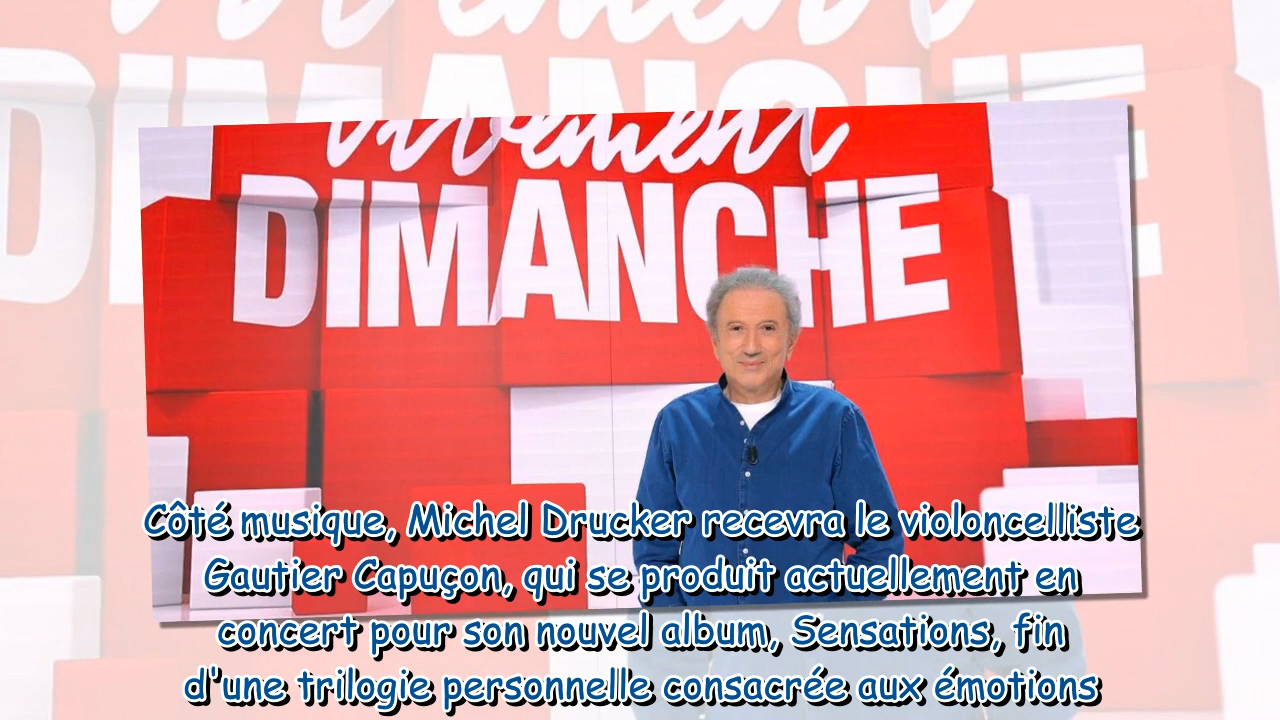 vivement
DIMANCHE
Côté musique, Michel Drucker recevra le violoncelliste
Gautier Capuçon, qui se produit actuellement en
concert pour son nouvel album, Sensations, fin
d'une trilogie personnelle consacrée aux émotions